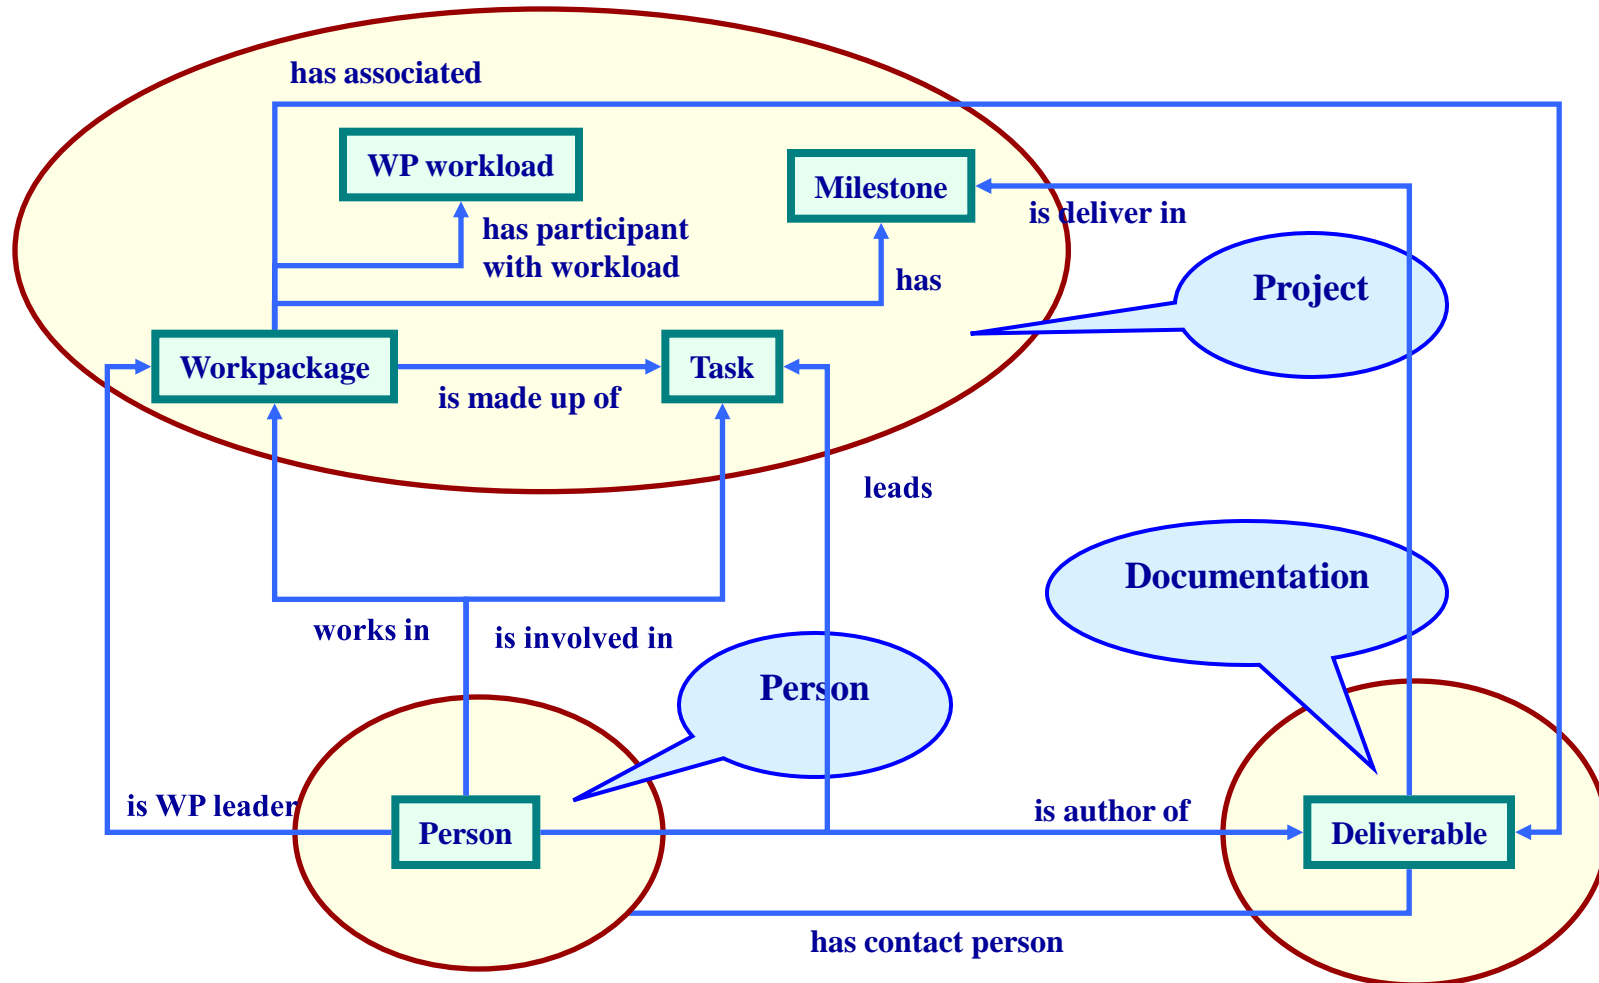 has associated
WP workload
Milestone
is deliver in
has participant
with workload
has
Project
Workpackage
Task
is made up of
leads
Documentation
works in
is involved in
Person
is WP leader
is author of
Person
Deliverable
has contact person